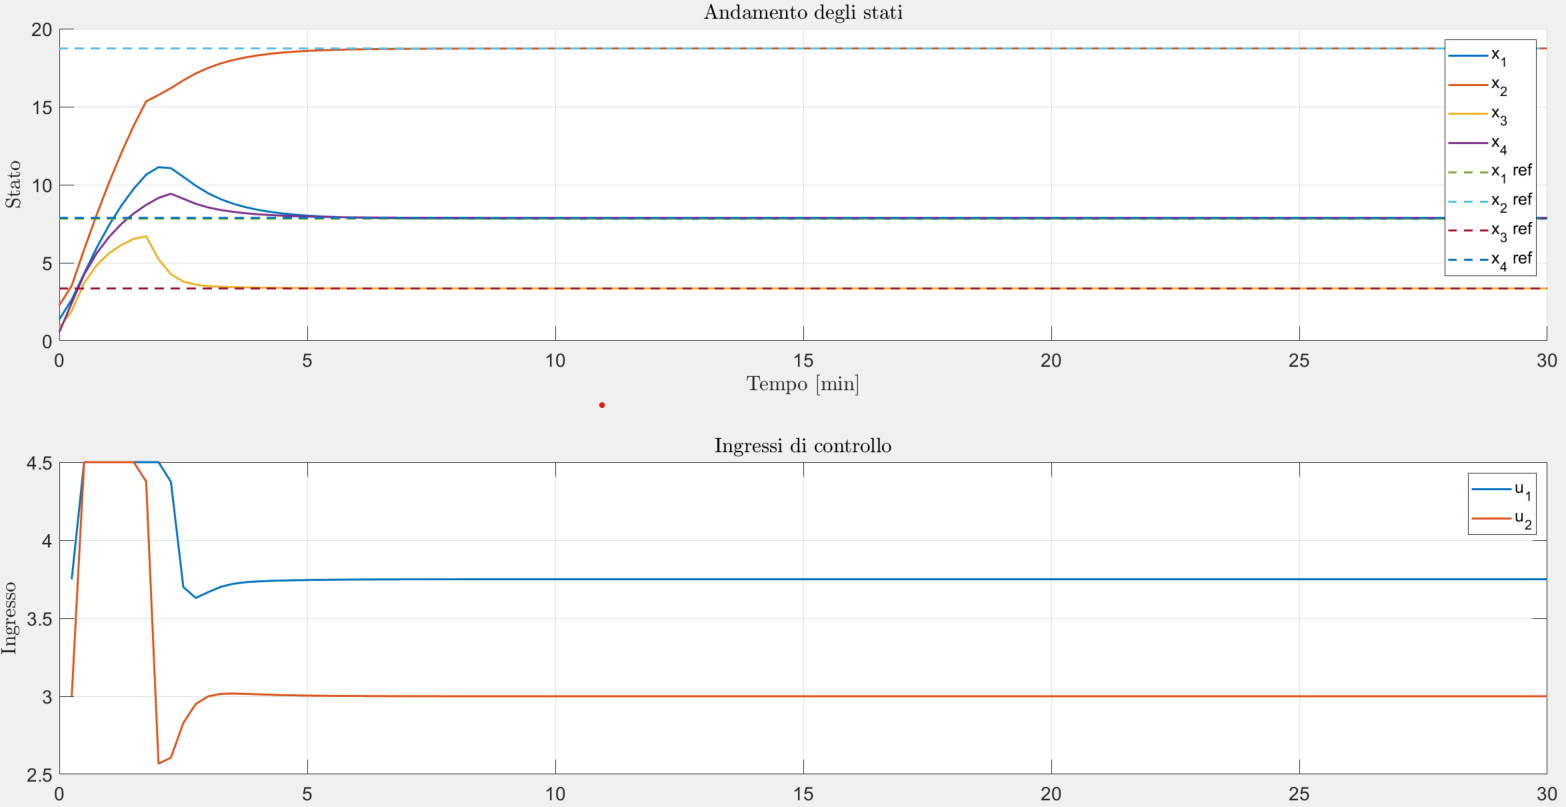 Andamento degli stati
20
15
10
5
0
Stato
x1
x2
x3
x4
x1 ref
x2 ref
x3 ref
x4 ref
0 5 10 15 20 25 30
Tempo [min]
Ingressi di controllo
4.5
4
3.5
3
2.5
Ingresso
u1
u2
0 5 10 15 20 25 30